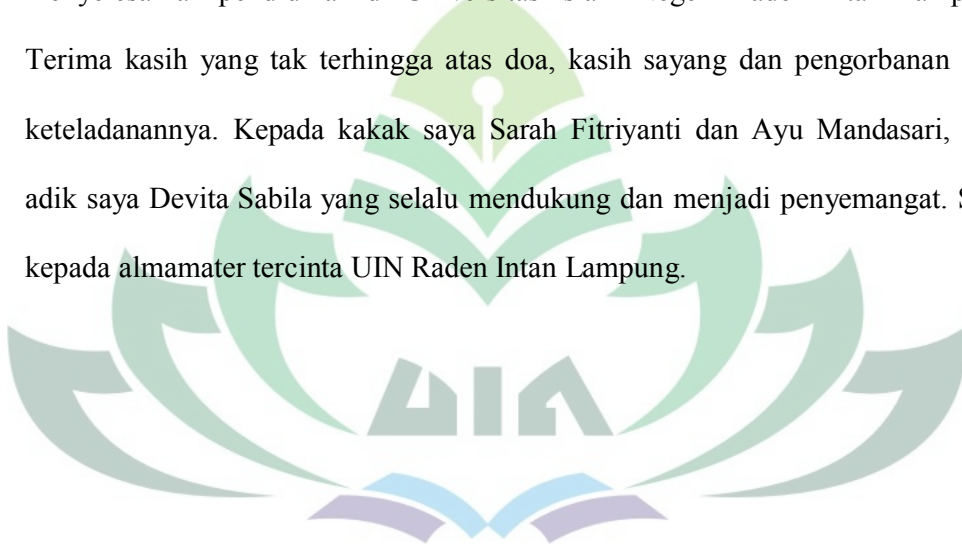 Terima kasih yang tak terhingga atas doa, kasih sayang dan pengorbanan
keteladanannya. Kepada kakak saya Sarah Fitriyanti dan Ayu Mandasari,
adik saya Devita Sabila yang selalu mendukung dan menjadi penyemangat.
kepada almamater tercinta UIN Raden Intan Lampung.
UIN